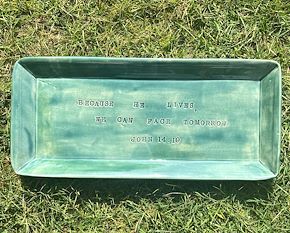 BECAUSE HE LIVES,
WE CAN FACE TOMORROW
JOHN 14:19